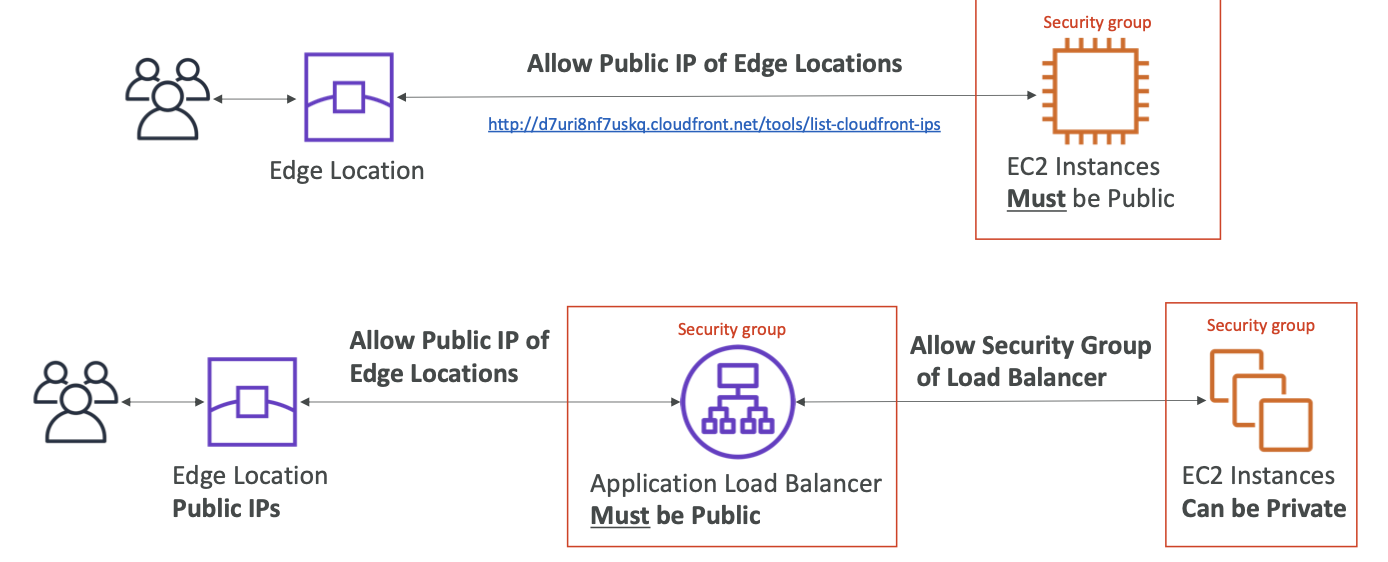 Security group
Allow Public IP of Edge Locations
http://d7uri8nf7uskq.cloudfront.net/tools/list-cloudfront-ips
Edge Location
EC2 Instances
Must be Public
Allow Public IP of
Edge Locations
Security group
Allow Security Group
of Load Balancer
Security group
Edge Location
Public IPs
Application Load Balancer
Must be Public
EC2 Instances
Can be Private